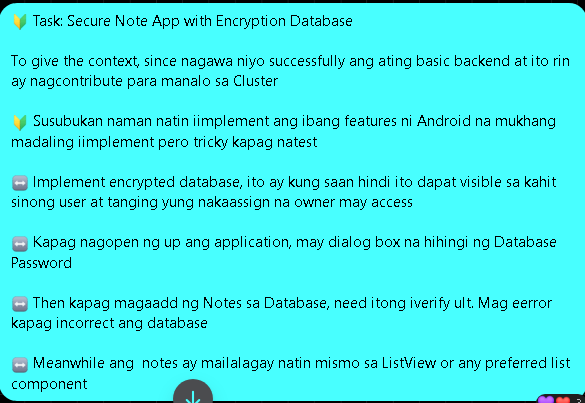 🔰 Task: Secure Note App with Encryption Database
To give the context, since nagawa niyo successfully ang ating basic backend at ito rin
ay nagcontribute para manalo sa Cluster
🔰 Susubukan naman natin iimplement ang ibang features ni Android na mukhang
madaling iimplement pero tricky kapag natest
↔️ Implement encrypted database, ito ay kung saan hindi ito dapat visible sa kahit
sinong user at tanging yung nakaassign na owner may access
↔️ Kapag nagopen ng up ang application, may dialog box na hihingi ng Database
Password
↔️ Then kapag magaadd ng Notes sa Database, need itong iverify ult. Mag eerror
kapag incorrect ang database
↔️ Meanwhile ang notes ay mailalagay natin mismo sa ListView or any preferred list
component